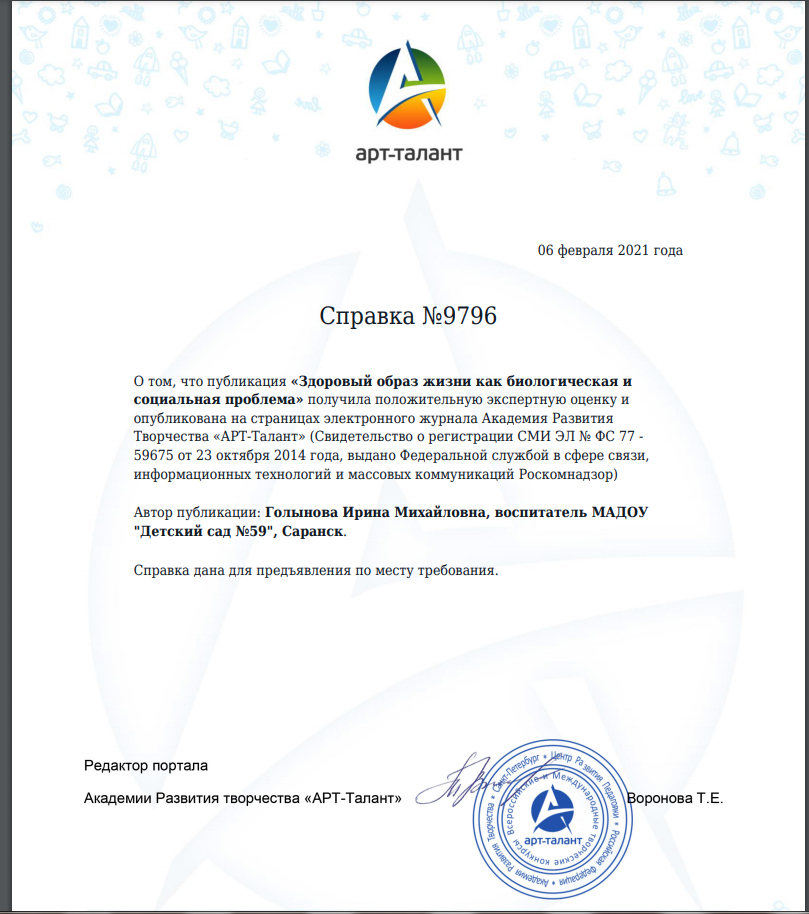 арт-талант
06 февраля 2021 года
Справка №9796
О том, что публикация «Здоровый образ жизни как биологическая и
социальная проблема» получила положительную экспертную оценку и
опубликована на страницах электронного журнала Академия Развития
Творчества «АРТ-Талант» (Свидетельство о регистрации СМИ ЭЛ № ФС 77 -
59675 от 23 октября 2014 года, выдано Федеральной службой в сфере связи,
информационных технологий и массовых коммуникаций Роскомнадзор)
Автор публикации: Голынова Ирина Михайловна, воспитатель МАДОУ
"Детский сад №59", Саранск.
Справка дана для предъявления по месту требования.
Редактор портала
Академии Развития творчества «АРТ-Талант»
Воронова Т.Е.
Академия Развития Творчества • Санкт-Петербург • Центр Развития Педагогики • Российская Федерация •
Всероссийские и Международные творческие конкурсы
арт-талант